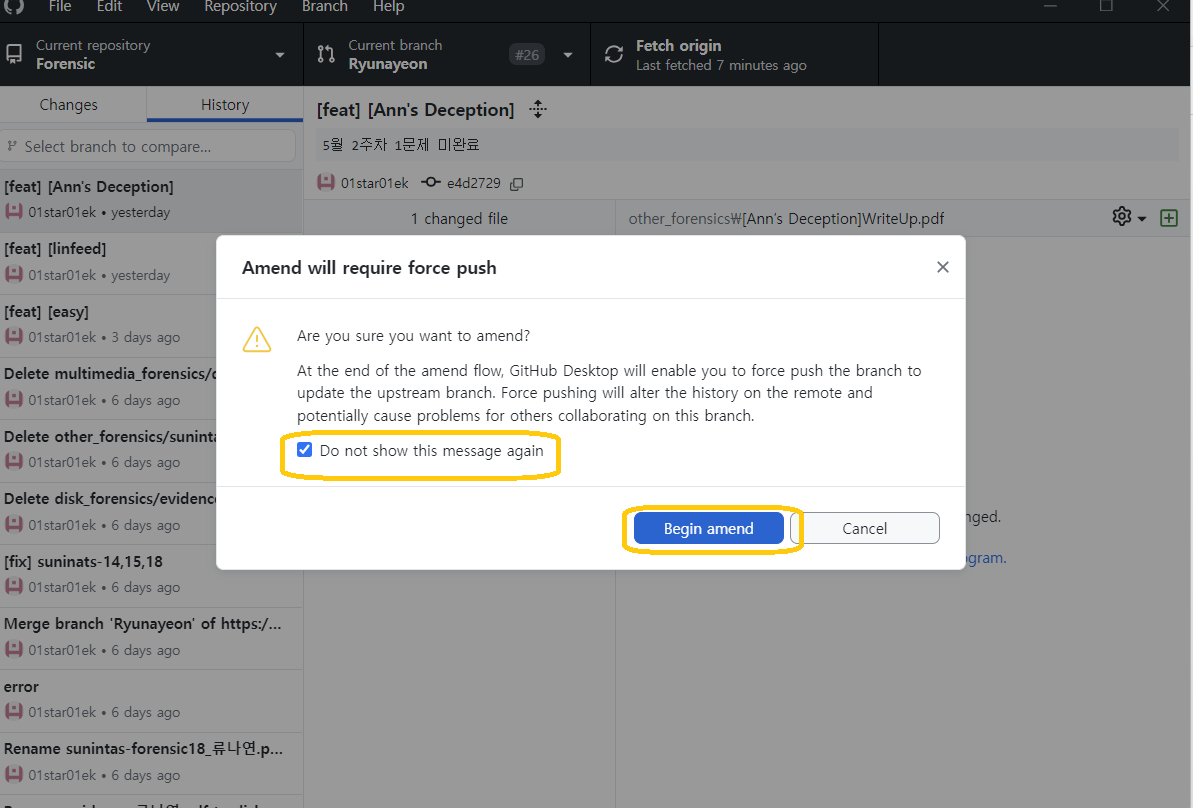 File Edit View Repository Branch Help
Current repository
Forensic
Current branch
Ryunayeon
#26
Fetch origin
Last fetched 7 minutes ago
Changes
History
Select branch to compare...
[feat] [Ann's Deception]
01star01ek • yesterday
[feat] [linfeed]
01star01ek • yesterday
[feat] [easy]
01star01ek • 3 days ago
Delete multimedia_forensics/
01star01ek • 6 days ago
Delete other_forensics/suninta
01star01ek • 6 days ago
Delete disk_forensics/evidence
01star01ek • 6 days ago
[fix] suninats-14,15,18
01star01ek • 6 days ago
Merge branch 'Ryunayeon' of https:/...
01star01ek • 6 days ago
error
01star01ek • 6 days ago
Rename sunintas-forensic18_류나연.p...
01star01ek • 6 days ago
[feat] [Ann's Deception]
5월 2주차 1문제 미완료
01star01ek e4d2729
1 changed file
other_forensics₩[Ann's Deception]WriteUp.pdf
Amend will require force push
Are you sure you want to amend?
At the end of the amend flow, GitHub Desktop will enable you to force push the branch to
update the upstream branch. Force pushing will alter the history on the remote and
potentially cause problems for others collaborating on this branch.
Do not show this message again
Begin amend
Cancel
nged.
ogram.